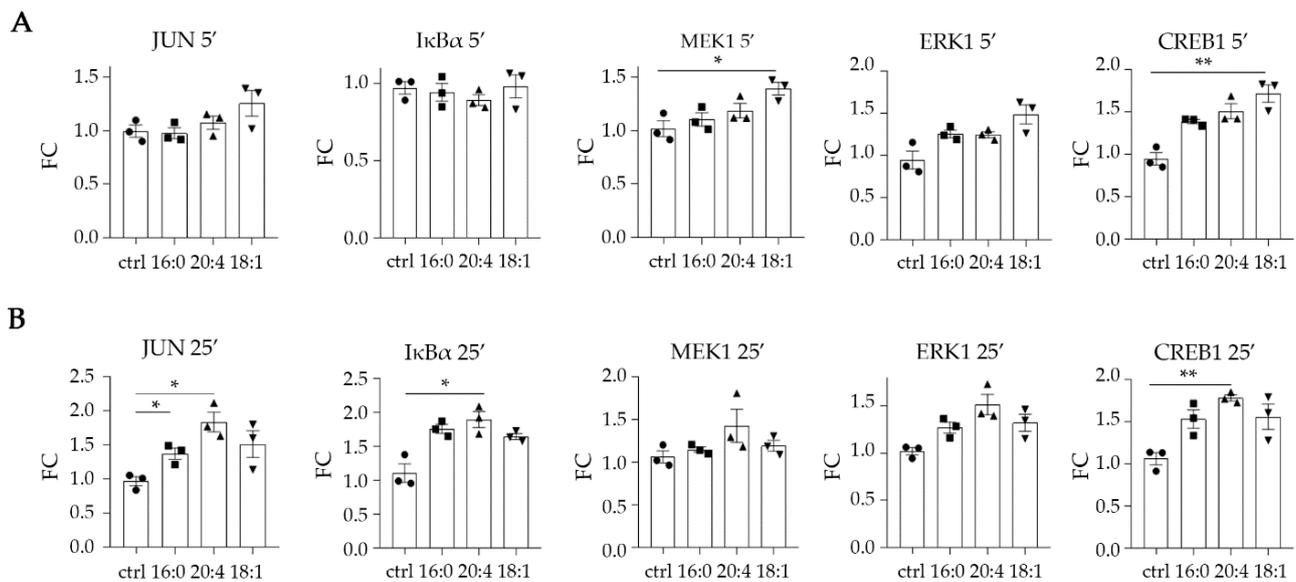 A
JUN 5′
IκBα 5′
MEK1 5′
ERK1 5′
CREB1 5′
FC
1.5
1.0
0.5
0.0
ctrl 16:0 20:4 18:1
FC
1.0
0.5
0.0
ctrl 16:0 20:4 18:1
FC
*
1.5
1.0
0.5
0.0
ctrl 16:0 20:4 18:1
FC
2.0
1.5
1.0
0.5
0.0
ctrl 16:0 20:4 18:1
FC
**
2.0
1.5
1.0
0.5
0.0
ctrl 16:0 20:4 18:1
B
JUN 25′
IκBα 25′
MEK1 25′
ERK1 25′
CREB1 25′
FC
*
*
2.5
2.0
1.5
1.0
0.5
0.0
ctrl 16:0 20:4 18:1
FC
*
2.5
2.0
1.5
1.0
0.5
0.0
ctrl 16:0 20:4 18:1
FC
2.0
1.5
1.0
0.5
0.0
ctrl 16:0 20:4 18:1
FC
1.5
1.0
0.5
0.0
ctrl 16:0 20:4 18:1
FC
**
2.0
1.5
1.0
0.5
0.0
ctrl 16:0 20:4 18:1